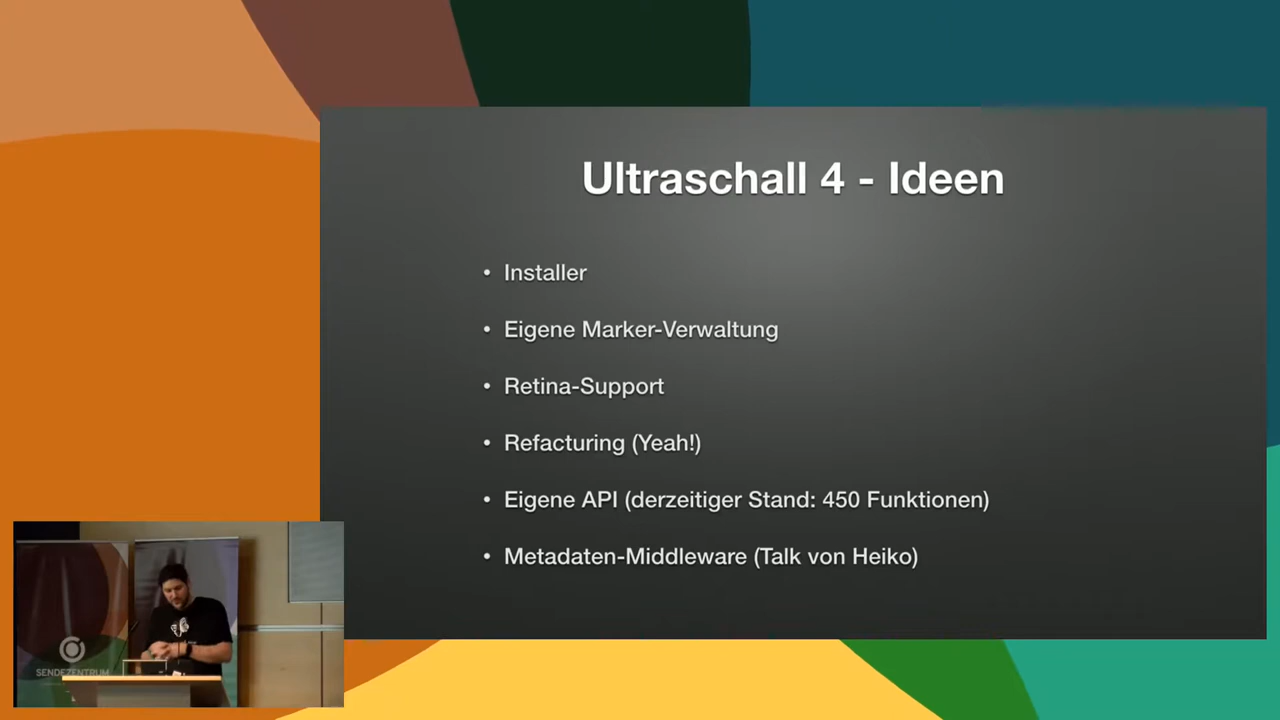 Ultraschall 4 - Ideen
• Installer
• Eigene Marker-Verwaltung
• Retina-Support
• Refacturing (Yeah!)
• Eigene API (derzeitiger Stand: 450 Funktionen)
• Metadaten-Middleware (Talk von Heiko)
SENDEZENTRUM